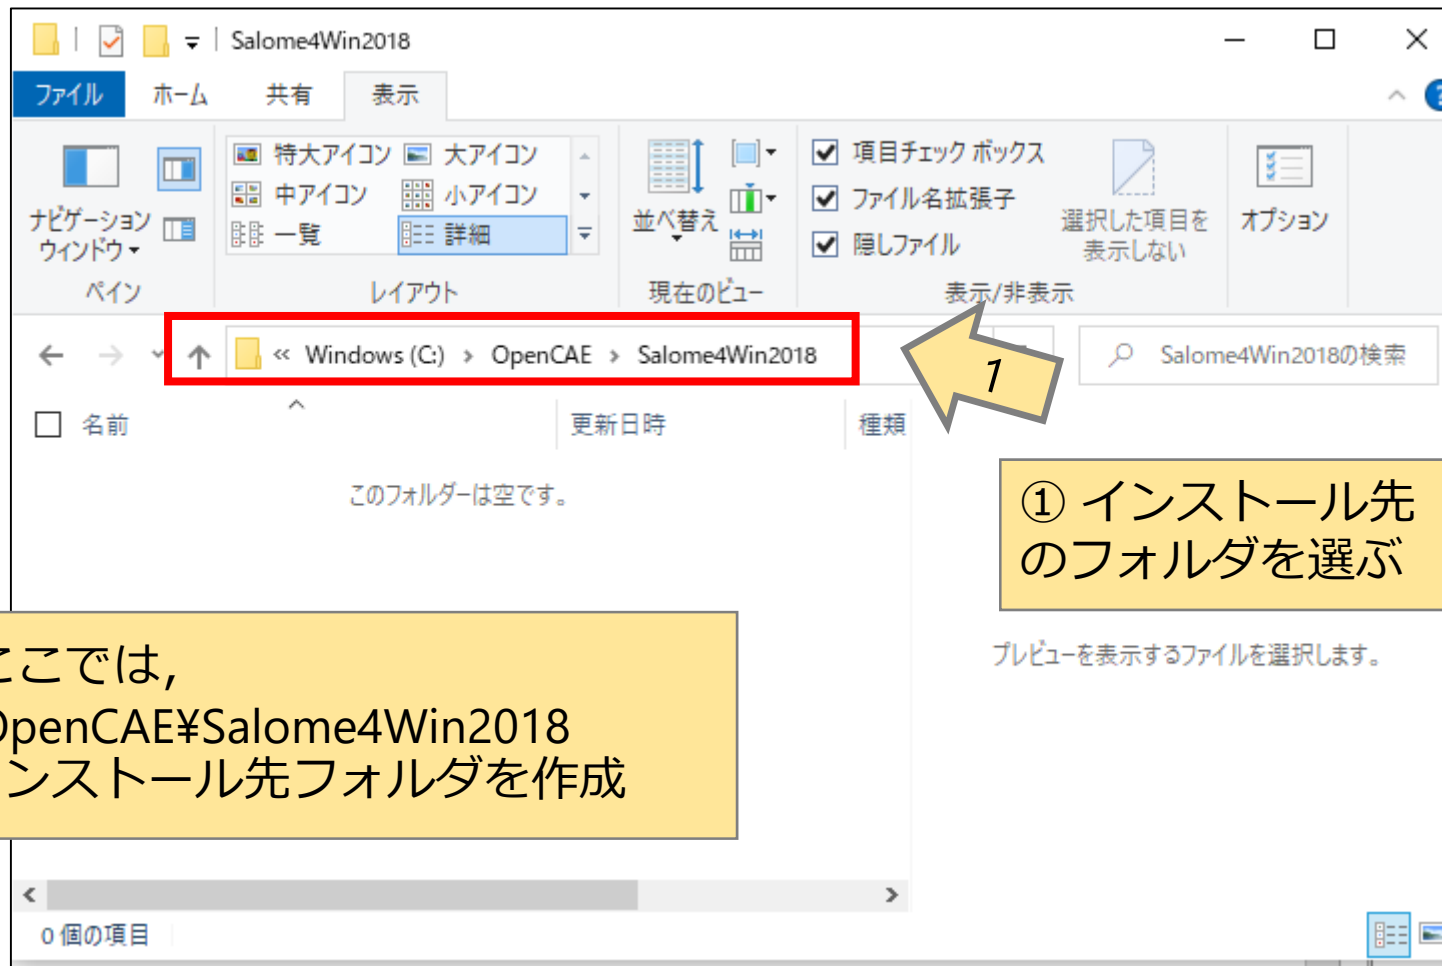 Salome4Win2018
ファイル ホーム 共有 表示
特大アイコン 大アイコン
中アイコン 小アイコン
一覧 詳細
ナビゲーション
ウィンドウ
並べ替え
項目チェック ボックス
ファイル名拡張子
隠しファイル
選択した項目を
表示しない
オプション
ペイン レイアウト 現在のビュー 表示/非表示
« Windows (C:) › OpenCAE › Salome4Win2018
Salome4Win2018の検索
1
名前 更新日時 種類
このフォルダーは空です。
① インストール先
のフォルダを選ぶ
プレビューを表示するファイルを選択します。
ここでは,
OpenCAE¥Salome4Win2018
ンストール先フォルダを作成
0 個の項目